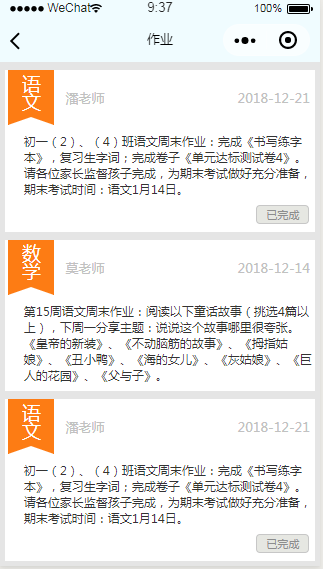 WeChat 9:37 100%
作业
语文
潘老师 2018-12-21
初一（2）、（4）班语文周末作业：完成《书写练字
本》，复习生字词；完成卷子《单元达标测试卷4》。
请各位家长监督孩子完成，为期末考试做好充分准备，
期末考试时间：语文1月14日。
已完成
数学
莫老师 2018-12-14
第15周语文周末作业：阅读以下童话故事（挑选4篇以
上），下周一分享主题：说说这个故事哪里很夸张。
《皇帝的新装》、《不动脑筋的故事》、《拇指姑
娘》、《丑小鸭》、《海的女儿》、《灰姑娘》、《巨
人的花园》、《父与子》。
语文
潘老师 2018-12-21
初一（2）、（4）班语文周末作业：完成《书写练字
本》，复习生字词；完成卷子《单元达标测试卷4》。
请各位家长监督孩子完成，为期末考试做好充分准备，
期末考试时间：语文1月14日。
已完成